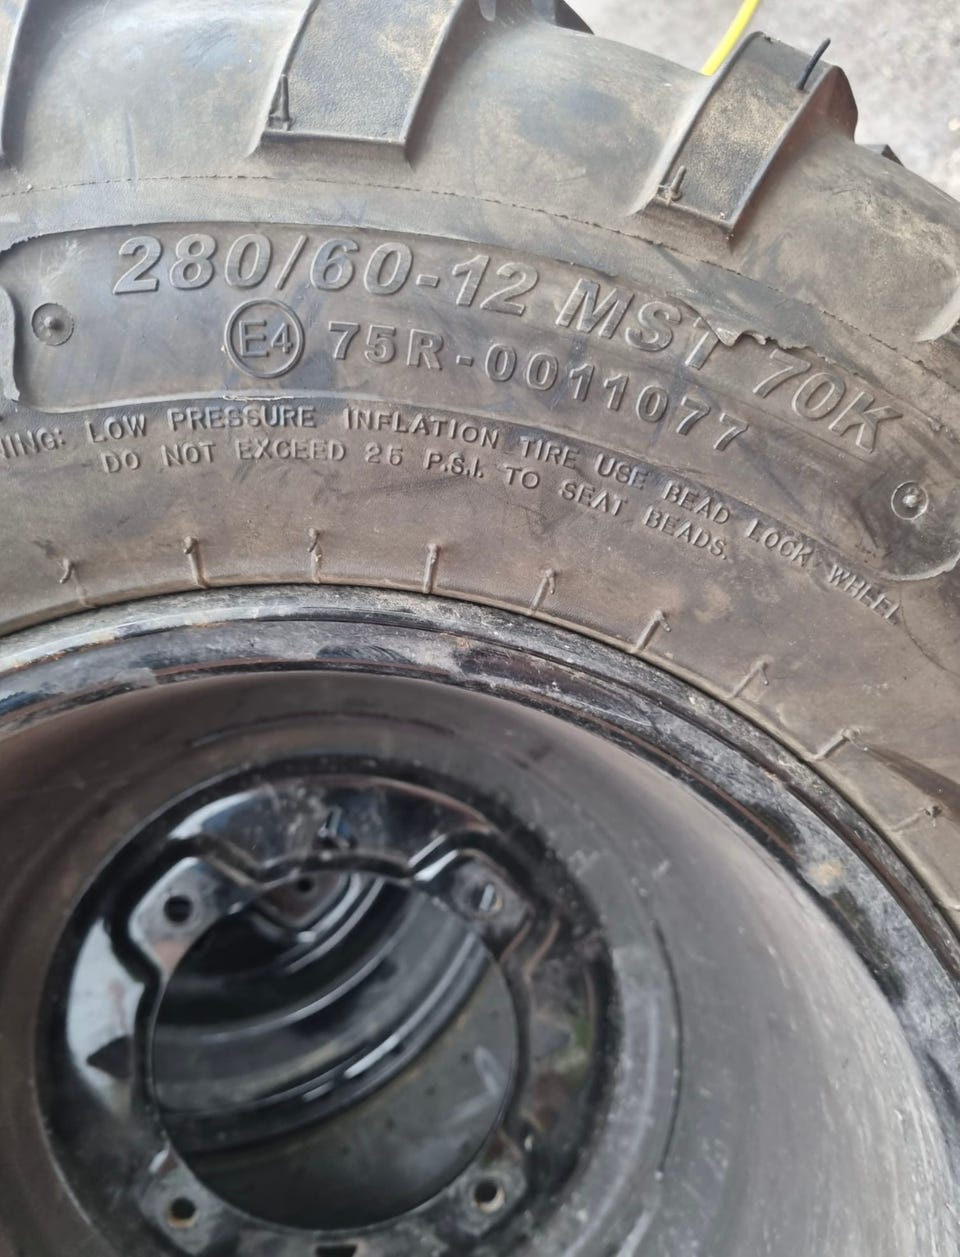 280/60-12 MST 70K
E4 75R-0011077
NING: LOW PRESSURE INFLATION TIRE USE BEAD LOCK WHEEL
DO NOT EXCEED 25 P.S.I. TO SEAT BEADS.